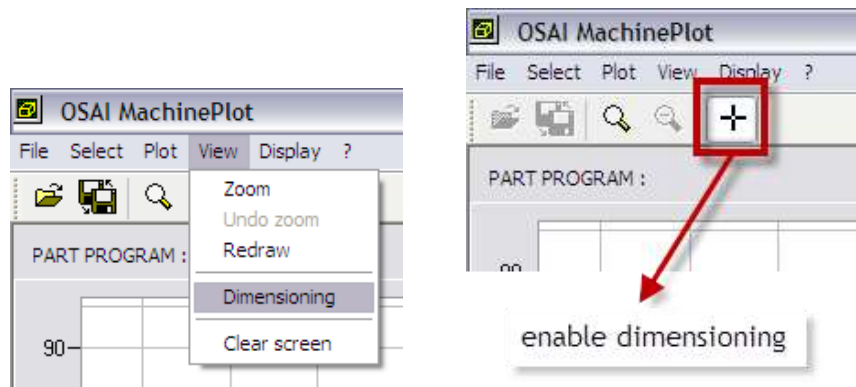 OSAI MachinePlot
File Select Plot View Display ?
Zoom
Undo zoom
Redraw
Dimensioning
Clear screen
PART PROGRAM :
90
OSAI MachinePlot
File Select Plot View Display ?
PART PROGRAM :
enable dimensioning